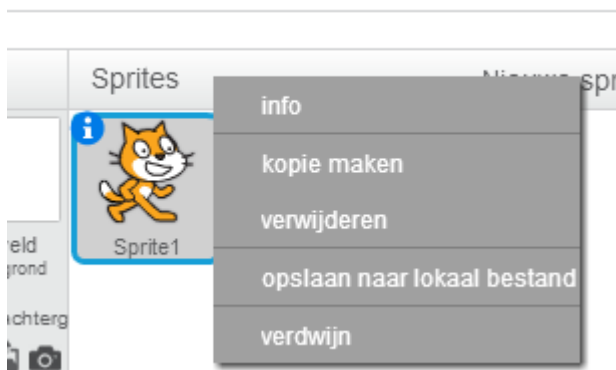 Sprites
info
kopie maken
Sprite1
verwijderen
opslaan naar lokaal bestand
verdwijn